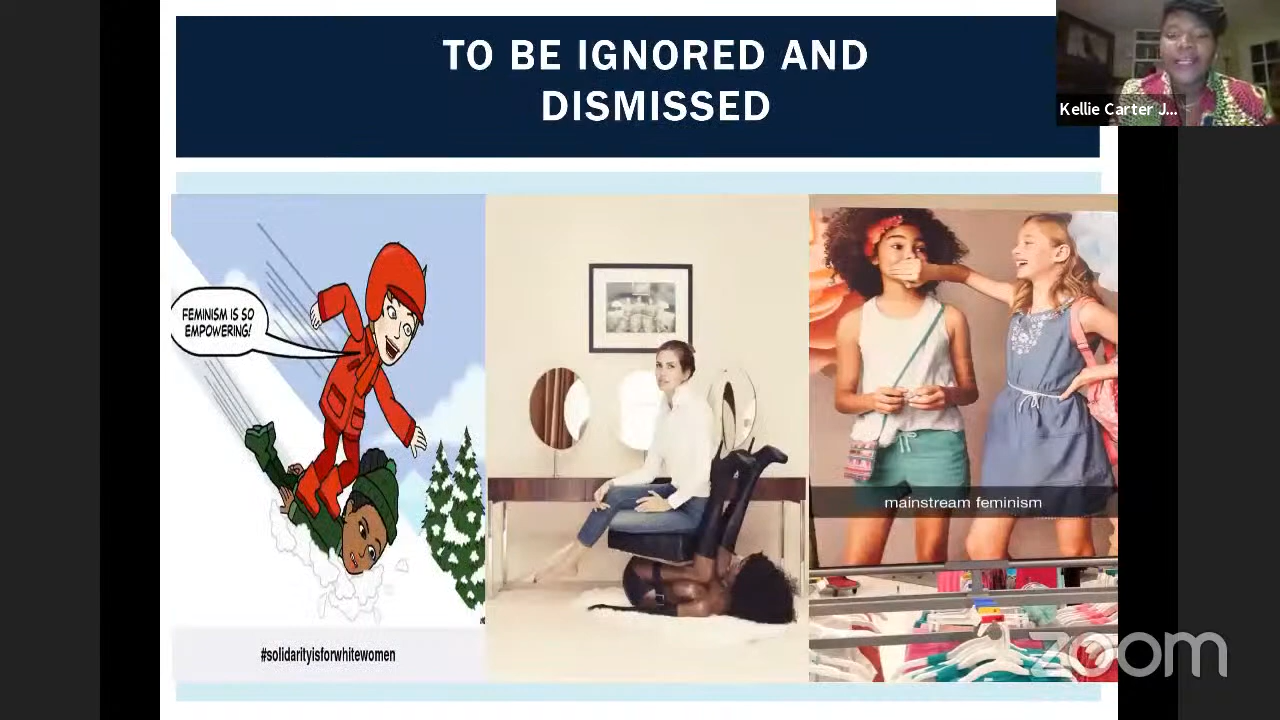 TO BE IGNORED AND
DISMISSED
Kellie Carter J...
FEMINISM IS SO
EMPOWERING!
mainstream feminism
#solidarityisforwhitewomen
zoom